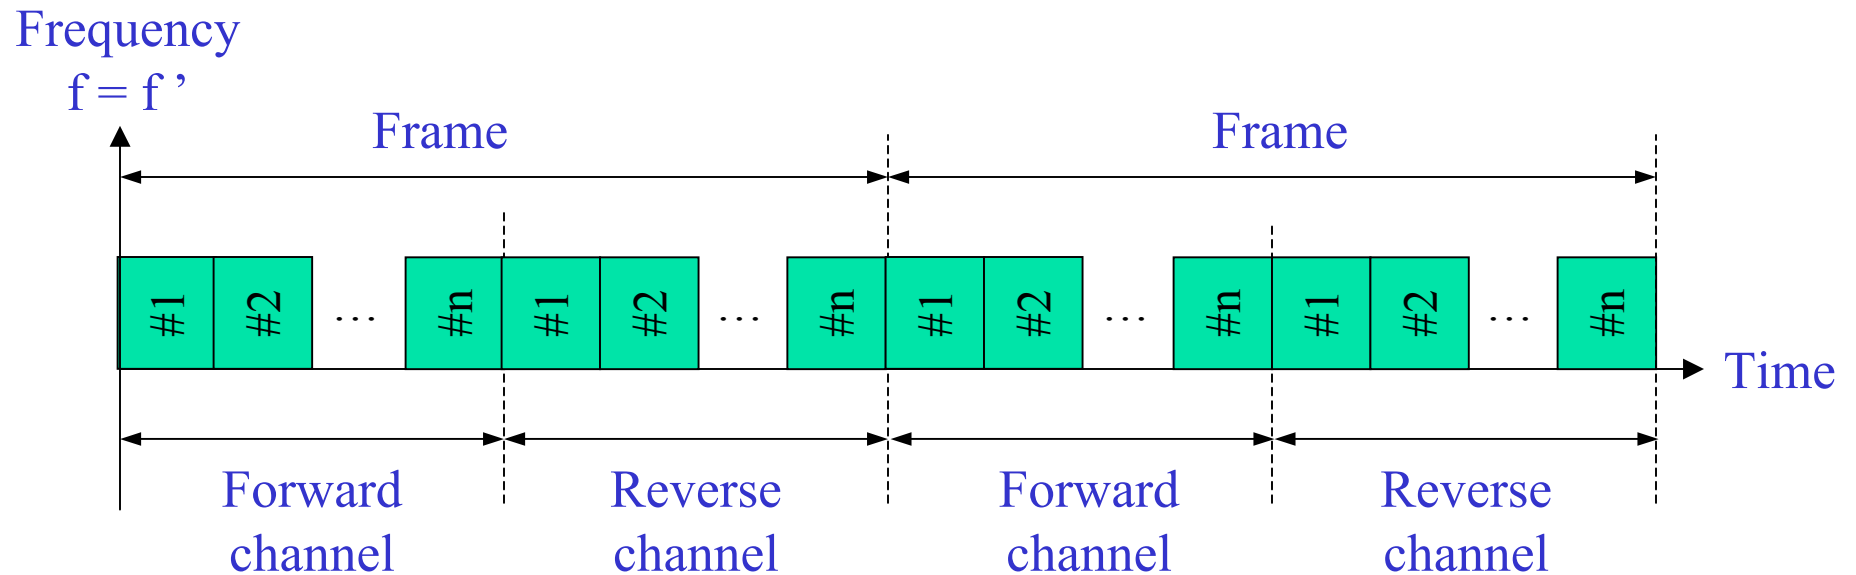 Frequency
f = f ’
Frame Frame
#1 #2 ... #n #1 #2 ... #n #1 #2 ... #n #1 #2 ... #n
Time
Forward Reverse Forward Reverse
channel channel channel channel